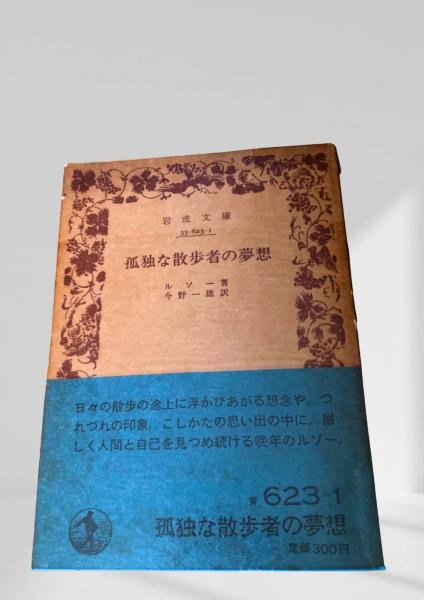 岩波文庫
33-623-1
孤独な散歩者の夢想
ルソー著
今野一雄訳
日々の散歩の途上に浮かびあがる想念や、つ
れづれの印象、こしかたの思い出の中に、厳
しく人間と自己を見つめ続ける晩年のルソー。
青 623-1
孤独な散歩者の夢想
定価300円